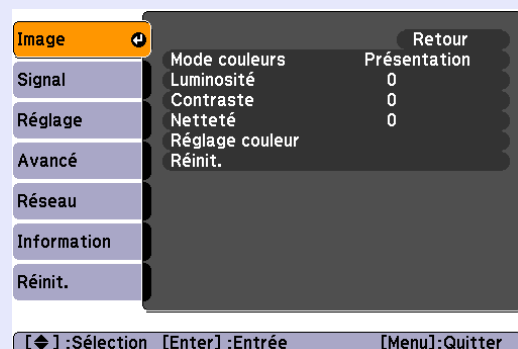 Image
Signal
Réglage
Avancé
Réseau
Information
Réinit.
Retour
Mode couleurs Présentation
Luminosité 0
Contraste 0
Netteté 0
Réglage couleur
Réinit.
[◆] :Sélection [Enter] :Entrée [Menu]:Quitter